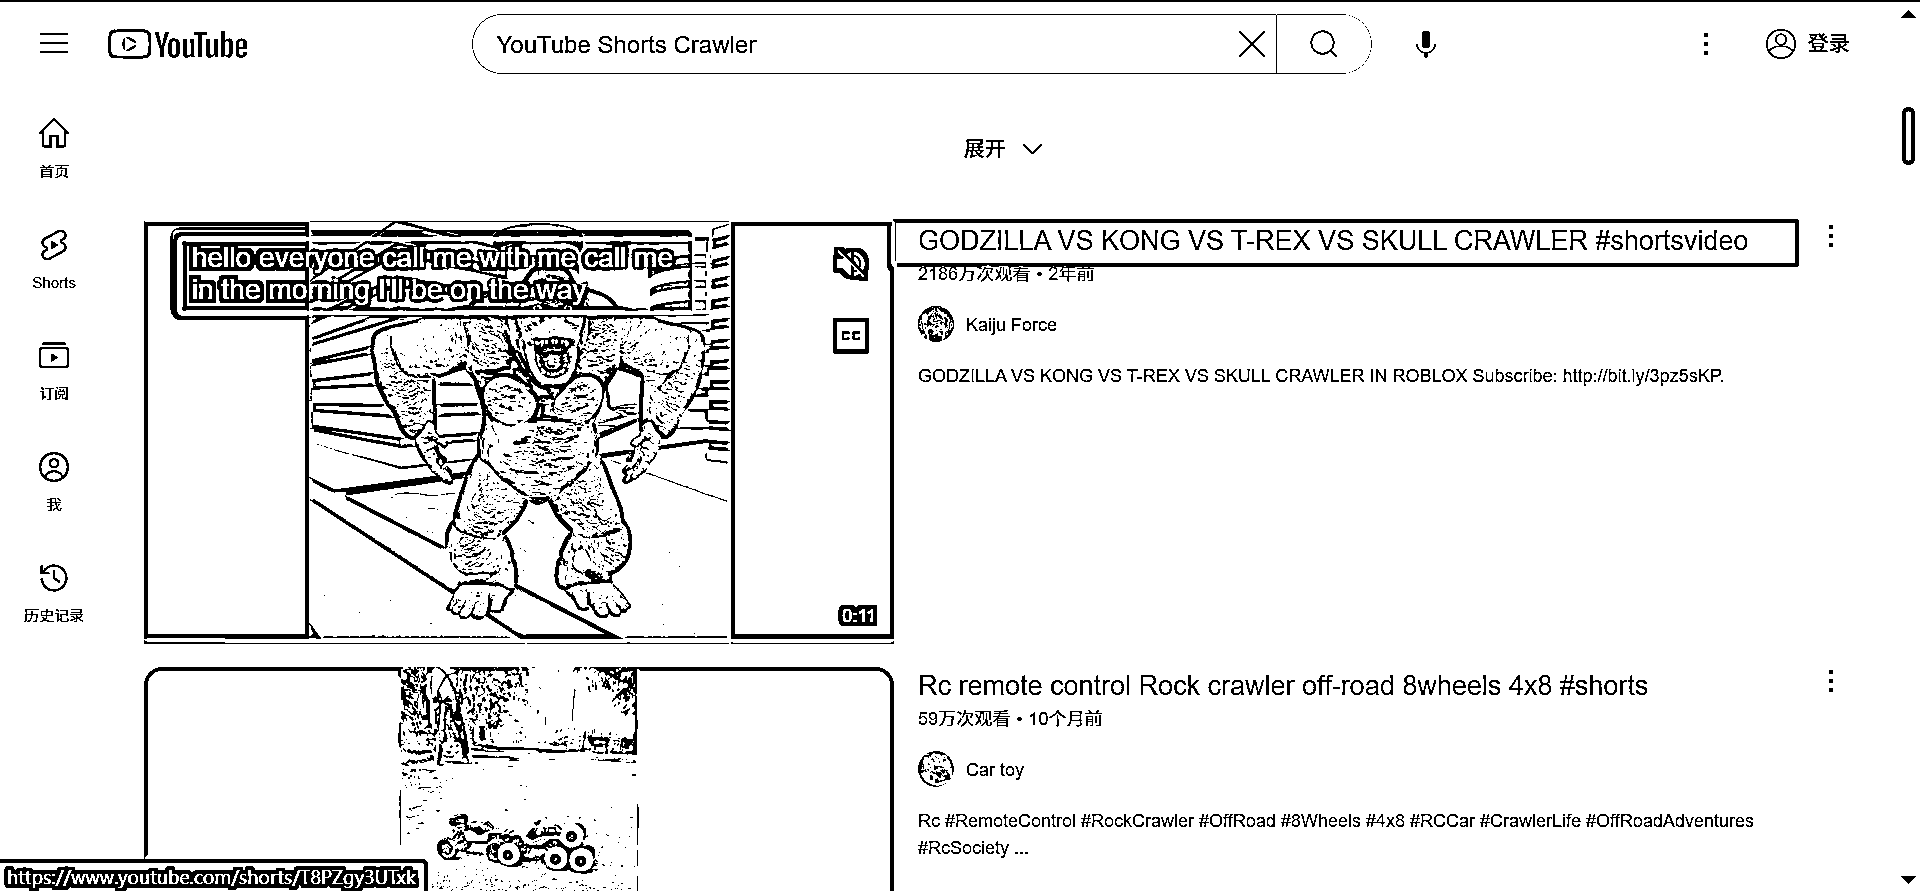 YouTube
YouTube Shorts Crawler
登录
首页
Shorts
订阅
我
历史记录
展开
hello everyone call me with me call me
in the morning I'll be on the way
CC
0:11
GODZILLA VS KONG VS T-REX VS SKULL CRAWLER #shortsvideo
2186万次观看 • 2年前
Kaiju Force
GODZILLA VS KONG VS T-REX VS SKULL CRAWLER IN ROBLOX Subscribe: http://bit.ly/3pz5sKP.
Rc remote control Rock crawler off-road 8wheels 4x8 #shorts
59万次观看 • 10个月前
Car toy
Rc #RemoteControl #RockCrawler #OffRoad #8Wheels #4x8 #RCCar #CrawlerLife #OffRoadAdventures
#RcSociety ...
https://www.youtube.com/shorts/T8PZgy3UTxk